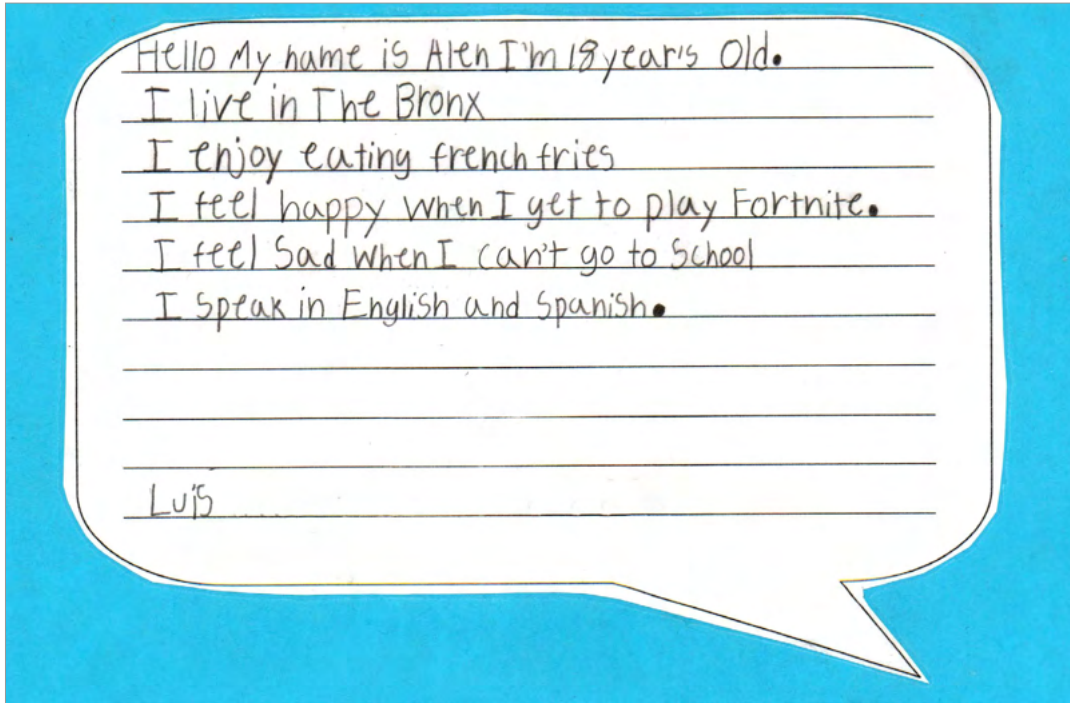 Hello My name is Alen I'm 18 year's Old.
I live in The Bronx
I enjoy eating french fries
I feel happy when I get to play Fortnite.
I feel Sad when I can't go to School
I Speak in English and Spanish.
Luis